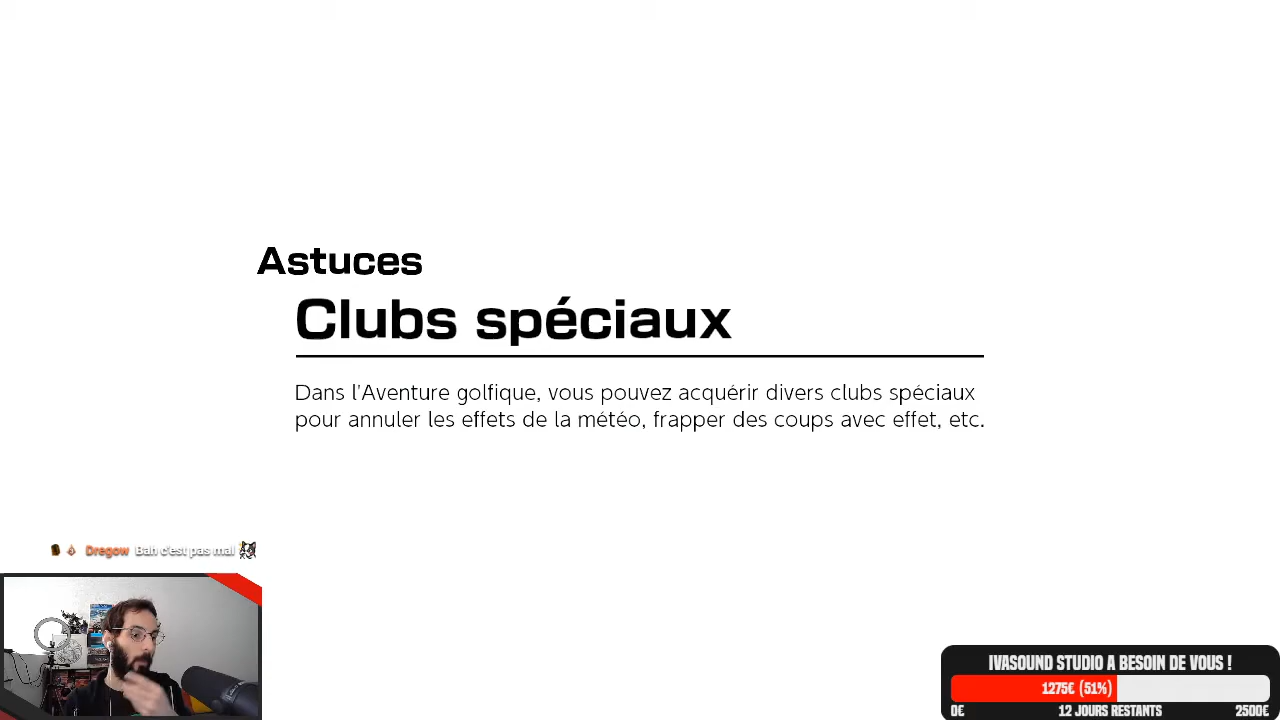 Astuces
Clubs spéciaux
Dans l'Aventure golfique, vous pouvez acquérir divers clubs spéciaux
pour annuler les effets de la météo, frapper des coups avec effet, etc.
Dregow Bah c'est pas mal
IVASOUND STUDIO A BESOIN DE VOUS !
1275€ (51%)
0€ 12 JOURS RESTANTS 2500€